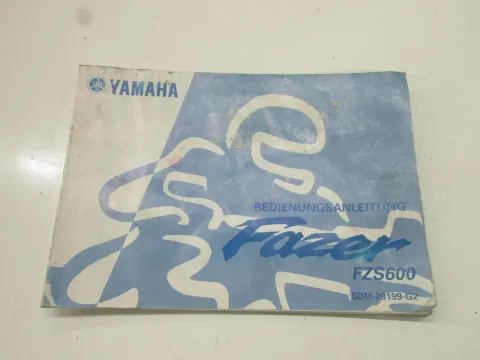 YAMAHA
BEDIENUNGSANLEITUNG
Fazer
FZS600
5DM-28199-G2